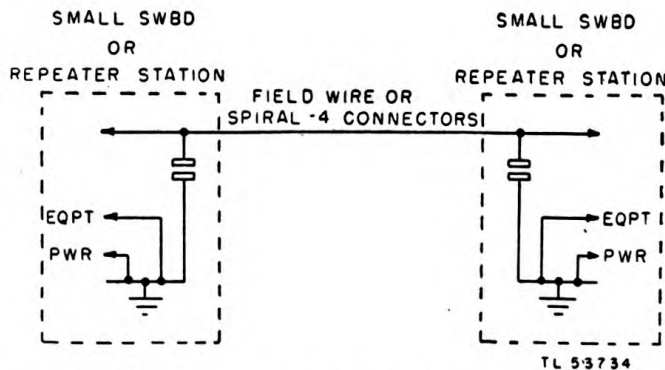 SMALL SWBD
OR
REPEATER STATION
SMALL SWBD
OR
REPEATER STATION
FIELD WIRE OR
SPIRAL-4 CONNECTORS
EQPT
PWR
EQPT
PWR
TL 53734